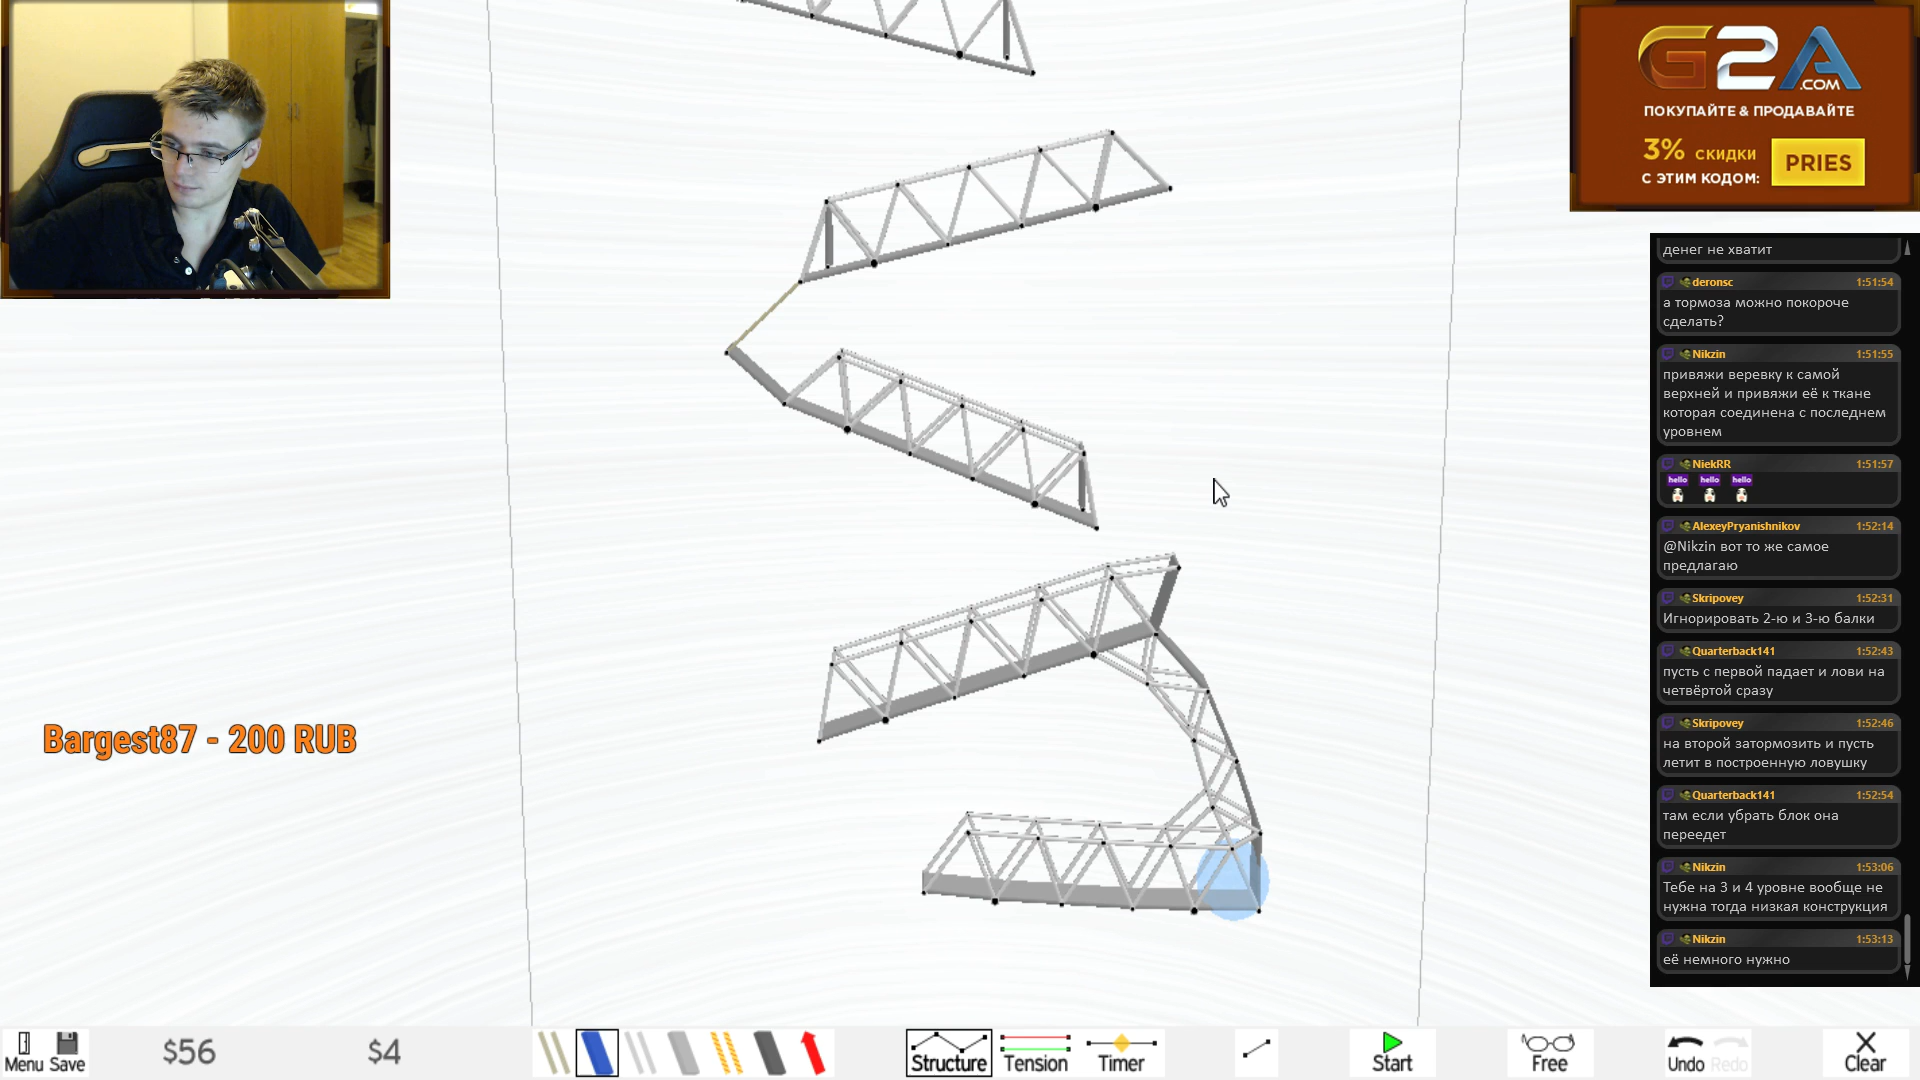 G2A
.COM
ПОКУПАЙТЕ & ПРОДАВАЙТЕ
3% СКИДКИ
С ЭТИМ КОДОМ:
PRIES
денег не хватит
deronsc 1:51:54
а тормоза можно покороче
сделать?
Nikzin 1:51:55
привяжи веревку к самой
верхней и привяжи её к ткане
которая соединена с последнем
уровнем
NiekRR 1:51:57
hello hello hello
AlexeyPryanishnikov 1:52:14
@Nikzin вот то же самое
предлагаю
Skripovey 1:52:31
Игнорировать 2-ю и 3-ю балки
Quarterback141 1:52:43
пусть с первой падает и лови на
четвёртой сразу
Skripovey 1:52:46
на второй затормозить и пусть
летит в построенную ловушку
Quarterback141 1:52:54
там если убрать блок она
переедет
Nikzin 1:53:06
Тебе на 3 и 4 уровне вообще не
нужна тогда низкая конструкция
Nikzin 1:53:13
её немного нужно
Bargest87 - 200 RUB
Menu Save $56 $4 Structure Tension Timer Start Free Undo Redo Clear